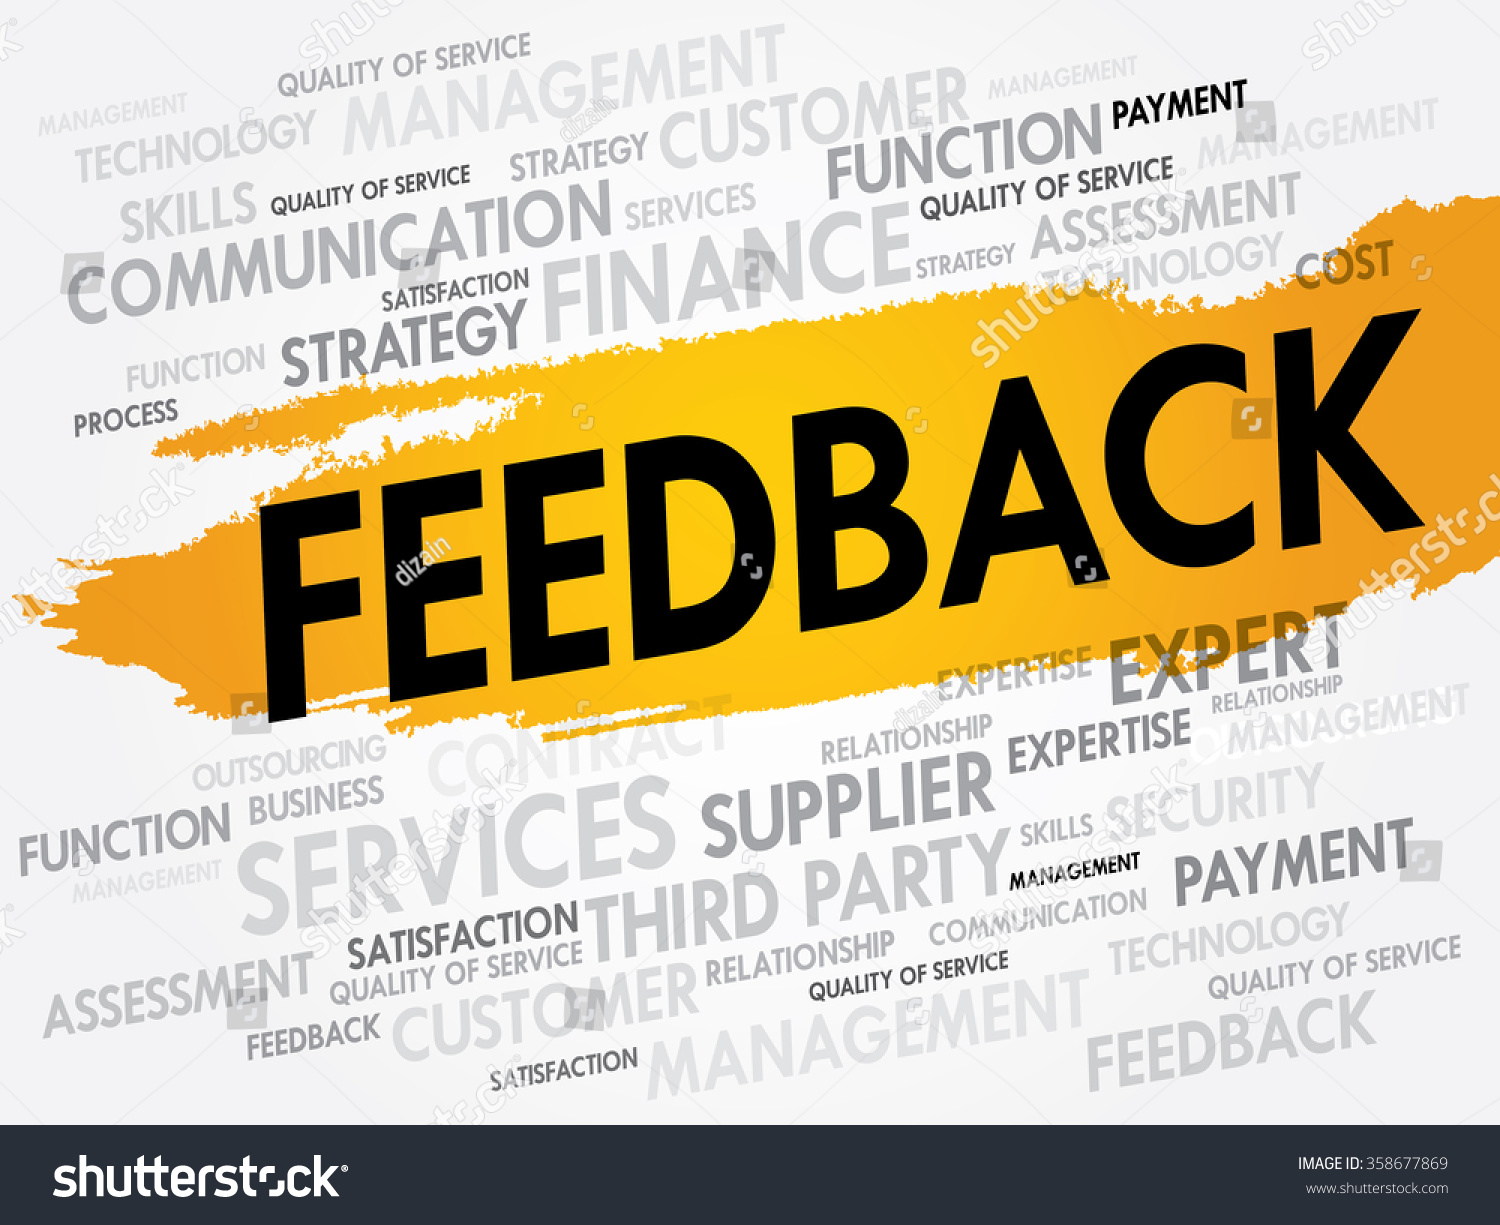 QUALITY OF SERVICE
MANAGEMENT
MANAGEMENT
MANAGEMENT
TECHNOLOGY
CUSTOMER
PAYMENT
MANAGEMENT
FUNCTION
STRATEGY
SKILLS
QUALITY OF SERVICE
QUALITY OF SERVICE
COMMUNICATION
SERVICES
ASSESSMENT
FINANCE
STRATEGY
TECHNOLOGY
COST
SATISFACTION
STRATEGY
FUNCTION
PROCESS
FEEDBACK
EXPERTISE
EXPERT
RELATIONSHIP
OUTSOURCING
CONTRACT
RELATIONSHIP
EXPERTISE
MANAGEMENT
FUNCTION
BUSINESS
SERVICES
SUPPLIER
SKILLS
SECURITY
MANAGEMENT
THIRD PARTY
MANAGEMENT
PAYMENT
SATISFACTION
COMMUNICATION
TECHNOLOGY
ASSESSMENT
QUALITY OF SERVICE
RELATIONSHIP
QUALITY OF SERVICE
QUALITY OF SERVICE
FEEDBACK
CUSTOMER
SATISFACTION
MANAGEMENT
FEEDBACK
shutterstock
dizain
shutterstock
IMAGE ID: 358677869
www.shutterstock.com